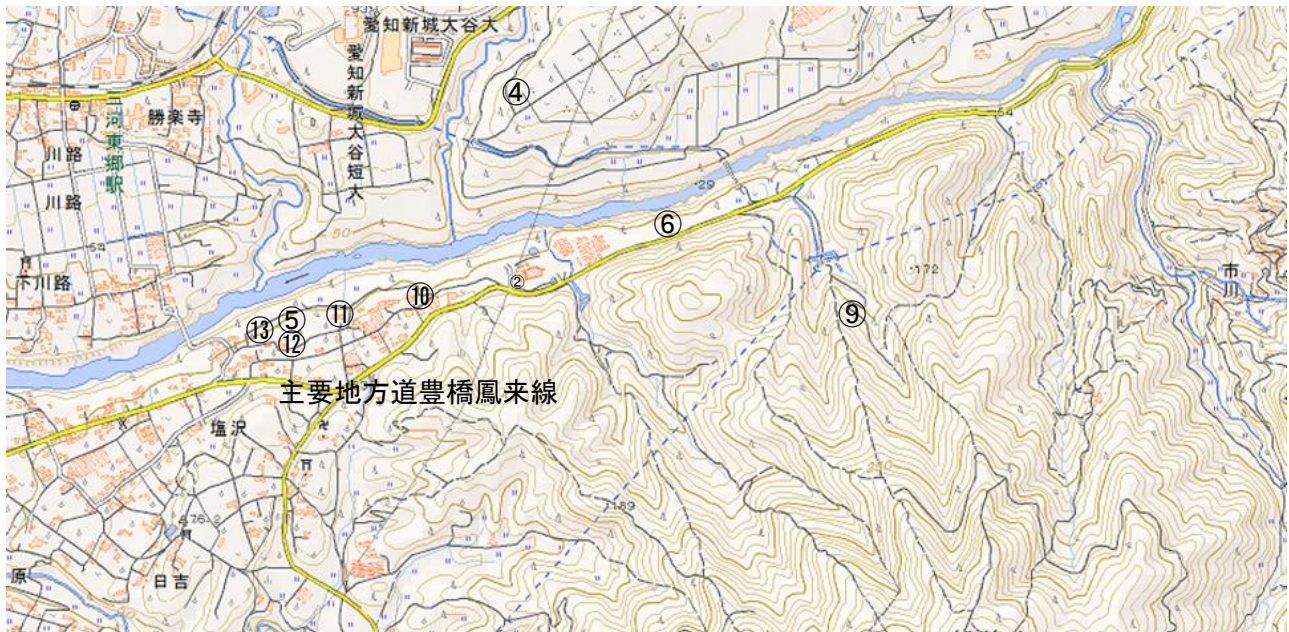 愛知新城大谷大
愛知新城大谷短大
④
勝楽寺
三河東郷駅
川路
川路
54
29
⑥
下川路
50
②
172
市川
⑩
⑪
⑤
⑬
⑫
⑨
主要地方道豊橋鳳来線
塩沢
200
189
176.2
日吉
原